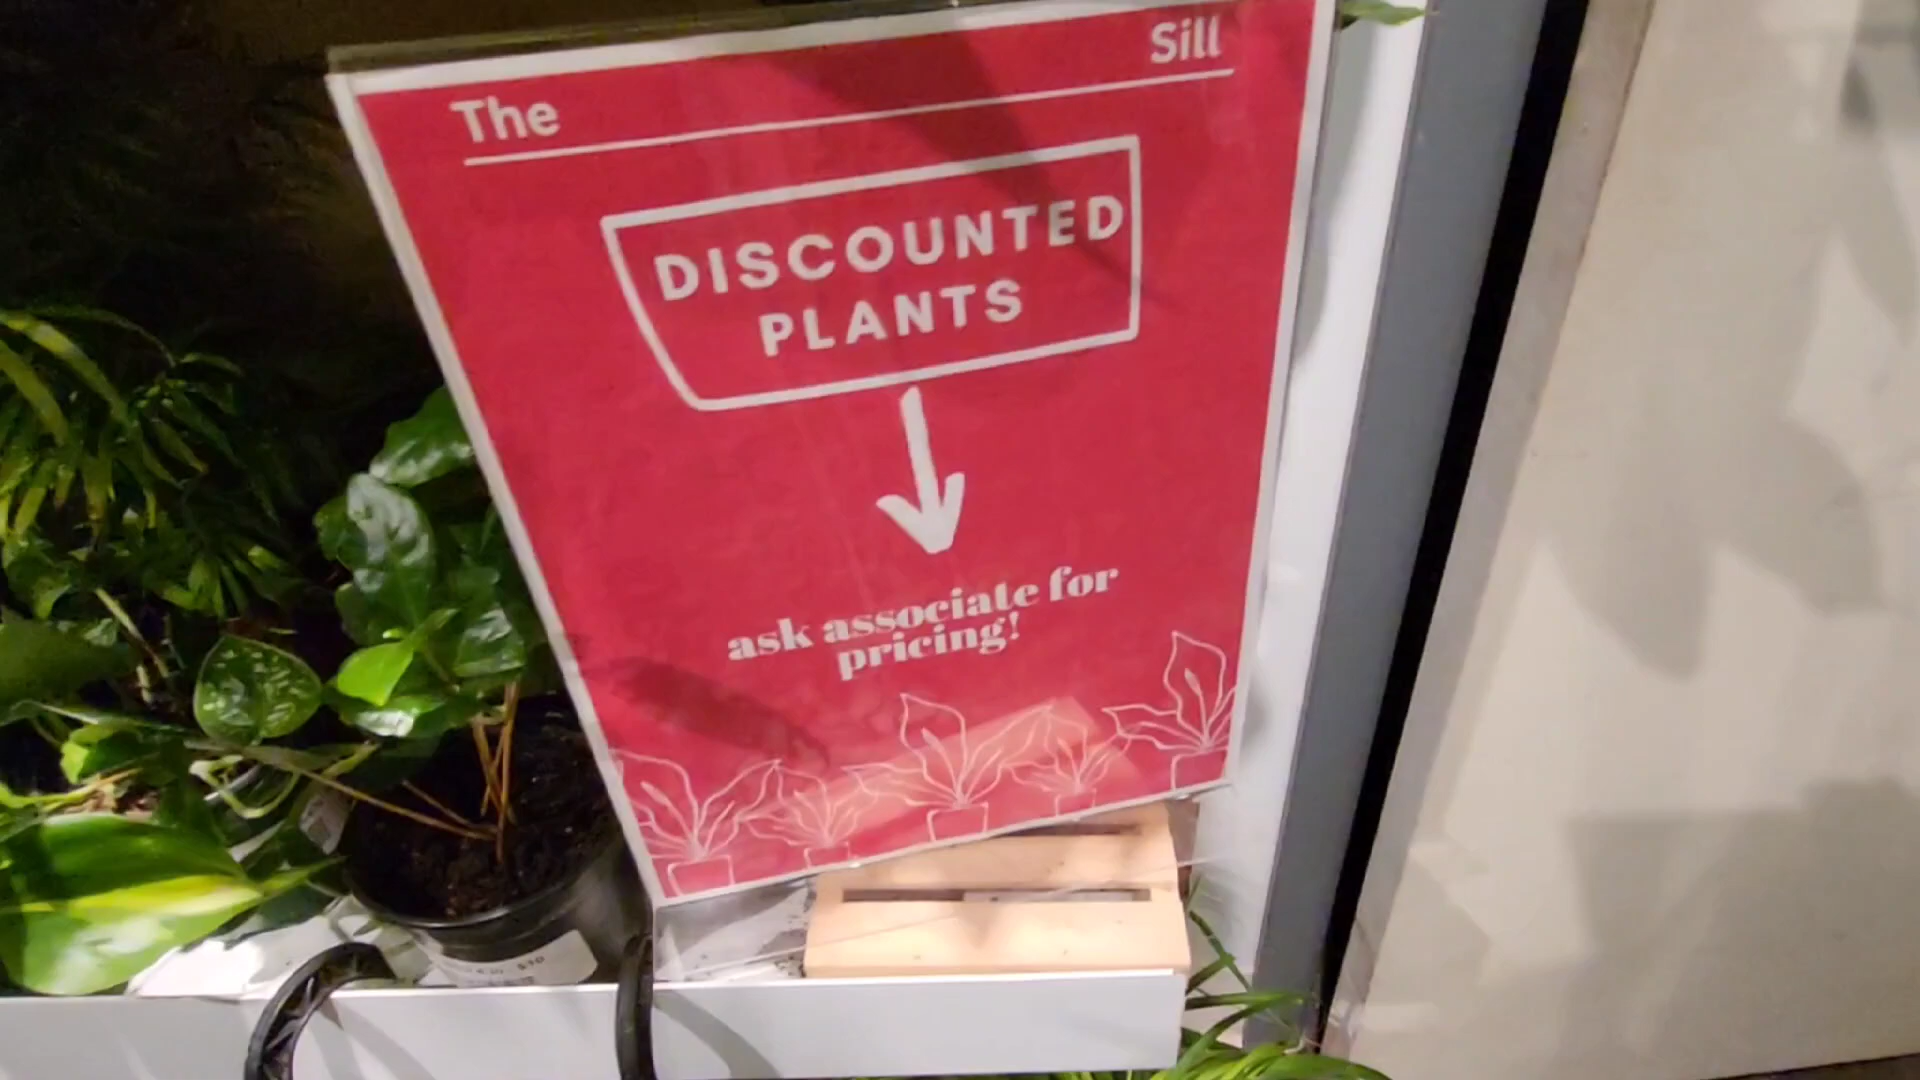 The Sill
DISCOUNTED
PLANTS
ask associate for
pricing!